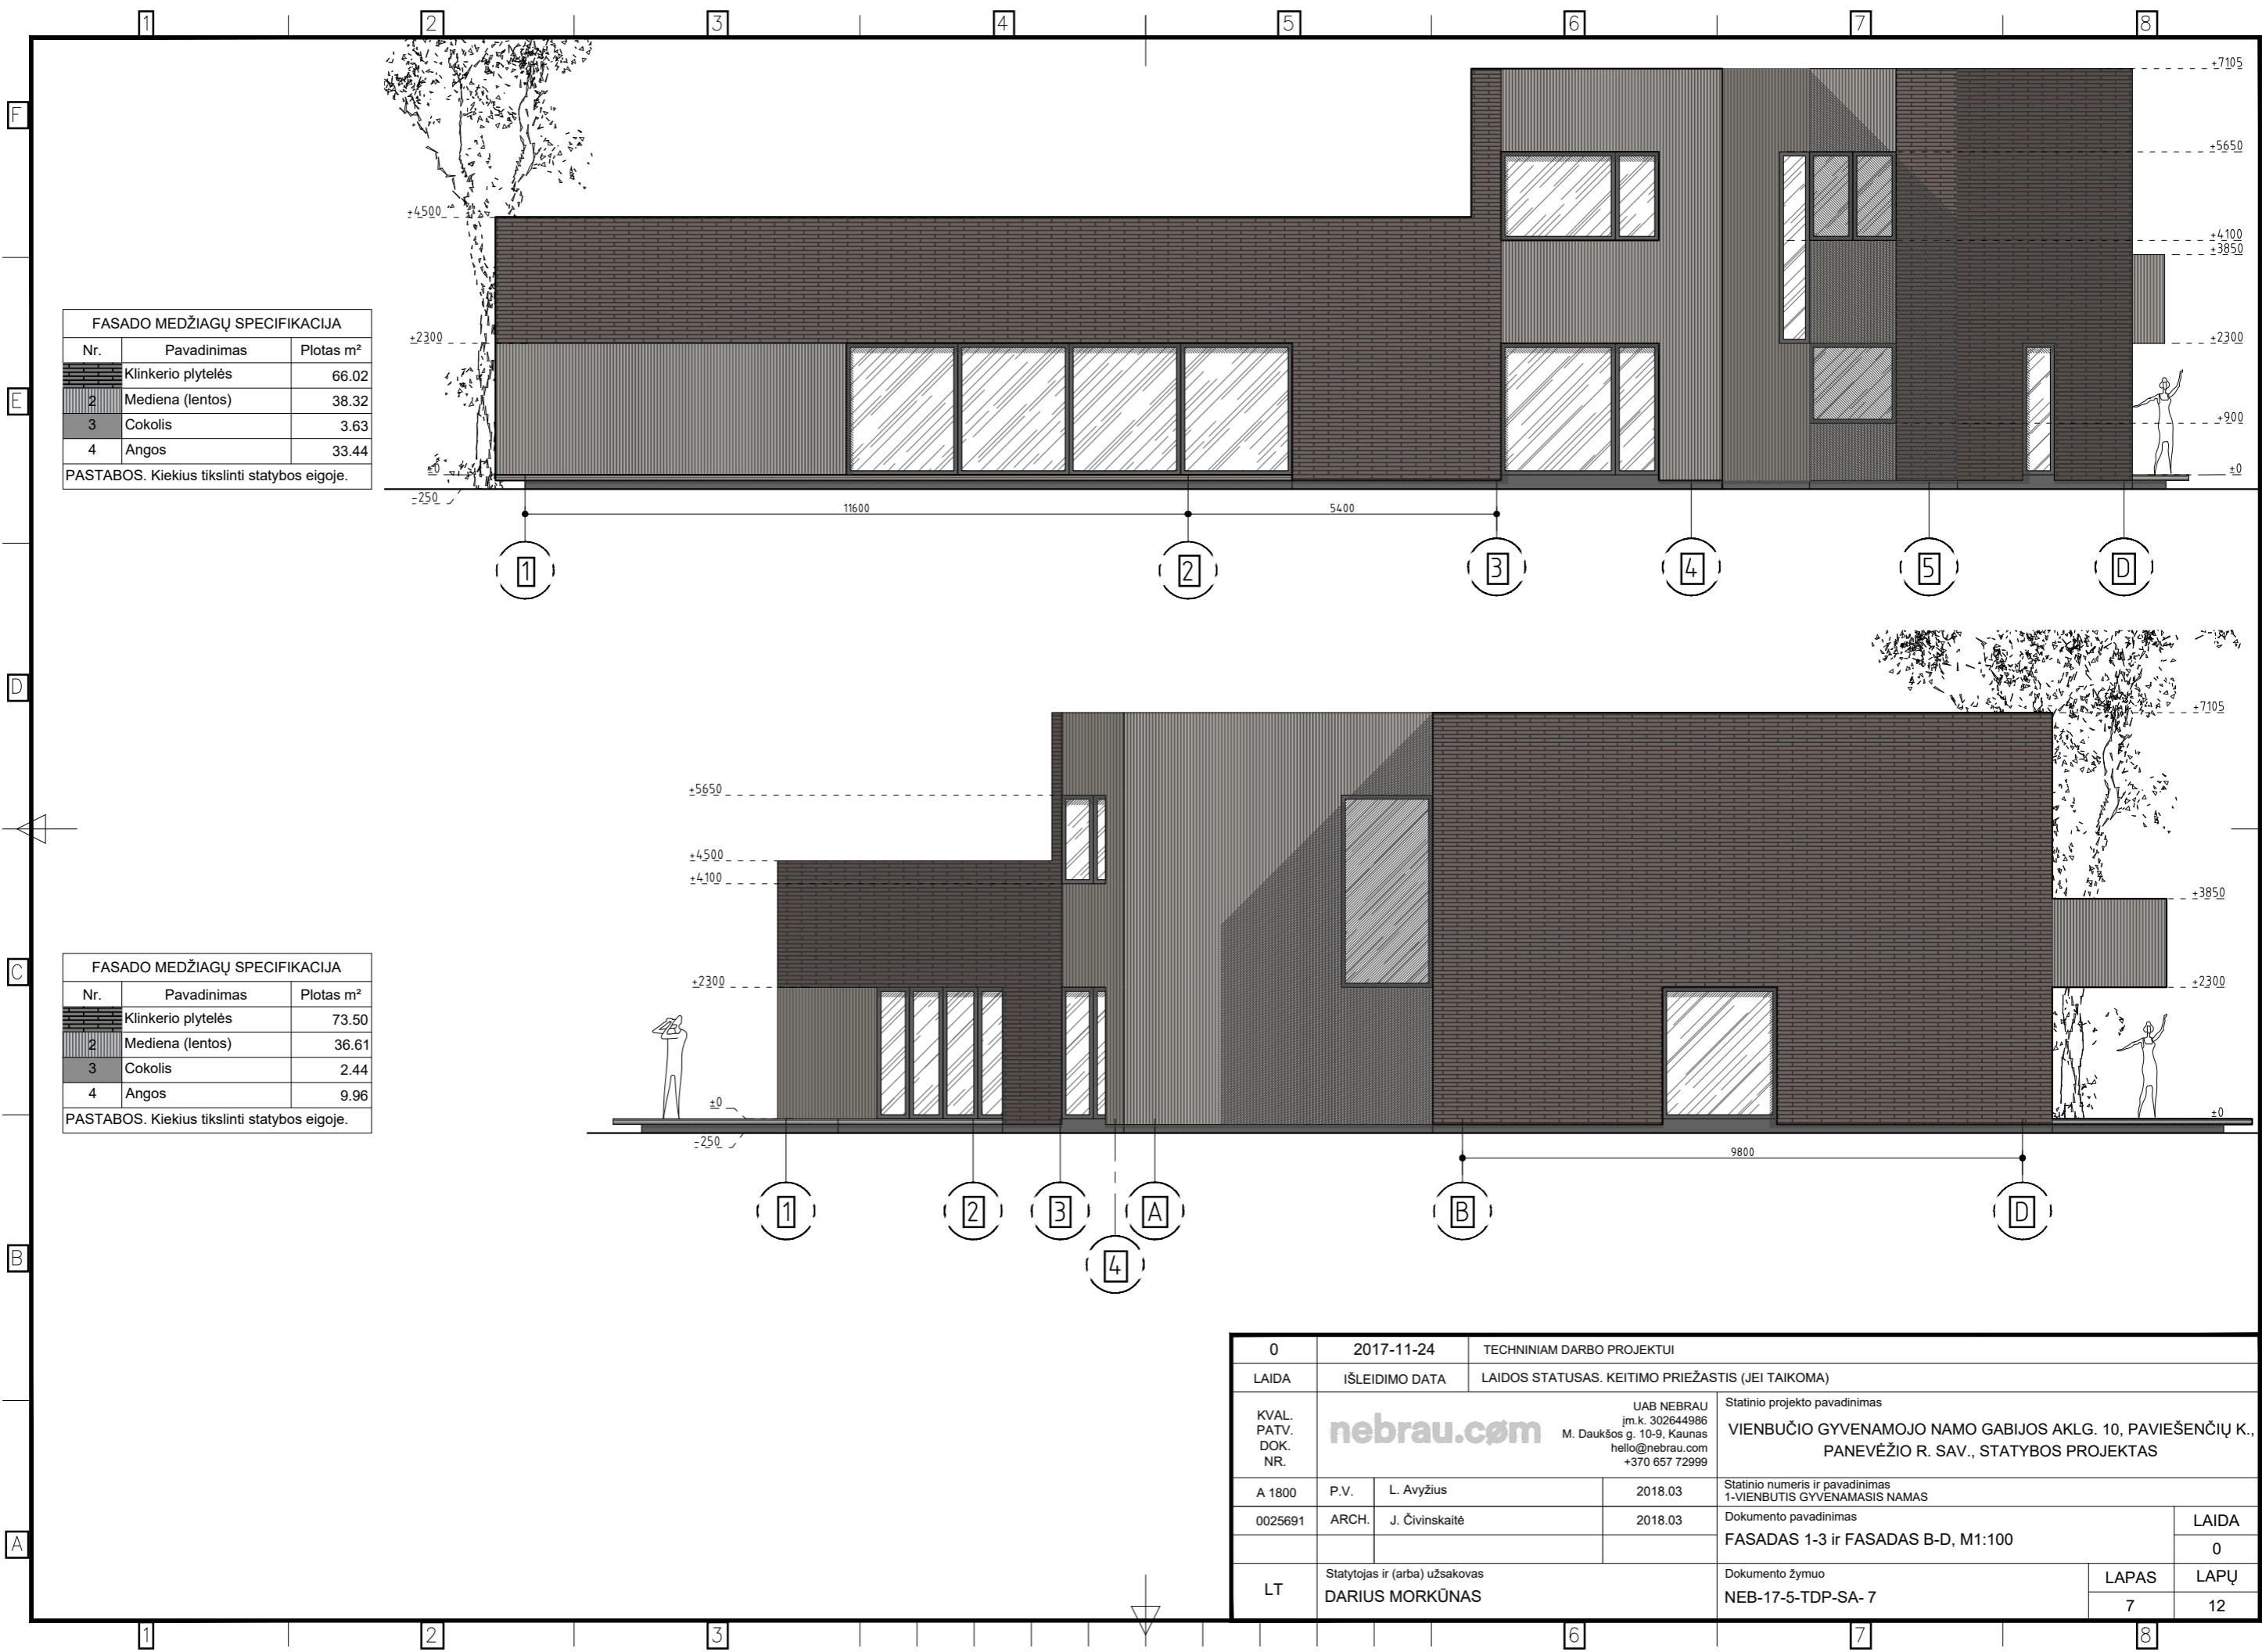 1 2 3 4 5 6 7 8
F
E
D
C
B
A
+7105
+5650
+4500
+4100
+3850
+2300
+2300
+900
±0
±0
-250
FASADO MEDŽIAGŲ SPECIFIKACIJA
Nr. Pavadinimas Plotas m²
Klinkerio plytelės 66.02
2 Mediena (lentos) 38.32
3 Cokolis 3.63
4 Angos 33.44
PASTABOS. Kiekius tikslinti statybos eigoje.
11600 5400
1 2 3 4 5 D
+7105
+5650
+4500
+4100
+3850
+2300
+2300
±0
±0
-250
FASADO MEDŽIAGŲ SPECIFIKACIJA
Nr. Pavadinimas Plotas m²
Klinkerio plytelės 73.50
2 Mediena (lentos) 36.61
3 Cokolis 2.44
4 Angos 9.96
PASTABOS. Kiekius tikslinti statybos eigoje.
9800
1 2 3 A B D
4
0 2017-11-24 TECHNINIAM DARBO PROJEKTUI
LAIDA IŠLEIDIMO DATA LAIDOS STATUSAS. KEITIMO PRIEŽASTIS (JEI TAIKOMA)
KVAL.
PATV.
DOK.
NR.
nebrau.cøm
UAB NEBRAU
įm.k. 302644986
M. Daukšos g. 10-9, Kaunas
hello@nebrau.com
+370 657 72999
Statinio projekto pavadinimas
VIENBUČIO GYVENAMOJO NAMO GABIJOS AKLG. 10, PAVIEŠENČIŲ K.,
PANEVĖŽIO R. SAV., STATYBOS PROJEKTAS
A 1800 P.V. L. Avyžius 2018.03
Statinio numeris ir pavadinimas
1-VIENBUTIS GYVENAMASIS NAMAS
0025691 ARCH. J. Čivinskaitė 2018.03
Dokumento pavadinimas
FASADAS 1-3 ir FASADAS B-D, M1:100
LAIDA
0
LT
Statytojas ir (arba) užsakovas
DARIUS MORKŪNAS
Dokumento žymuo
NEB-17-5-TDP-SA- 7
LAPAS LAPŲ
7 12
1 2 3 6 7 8